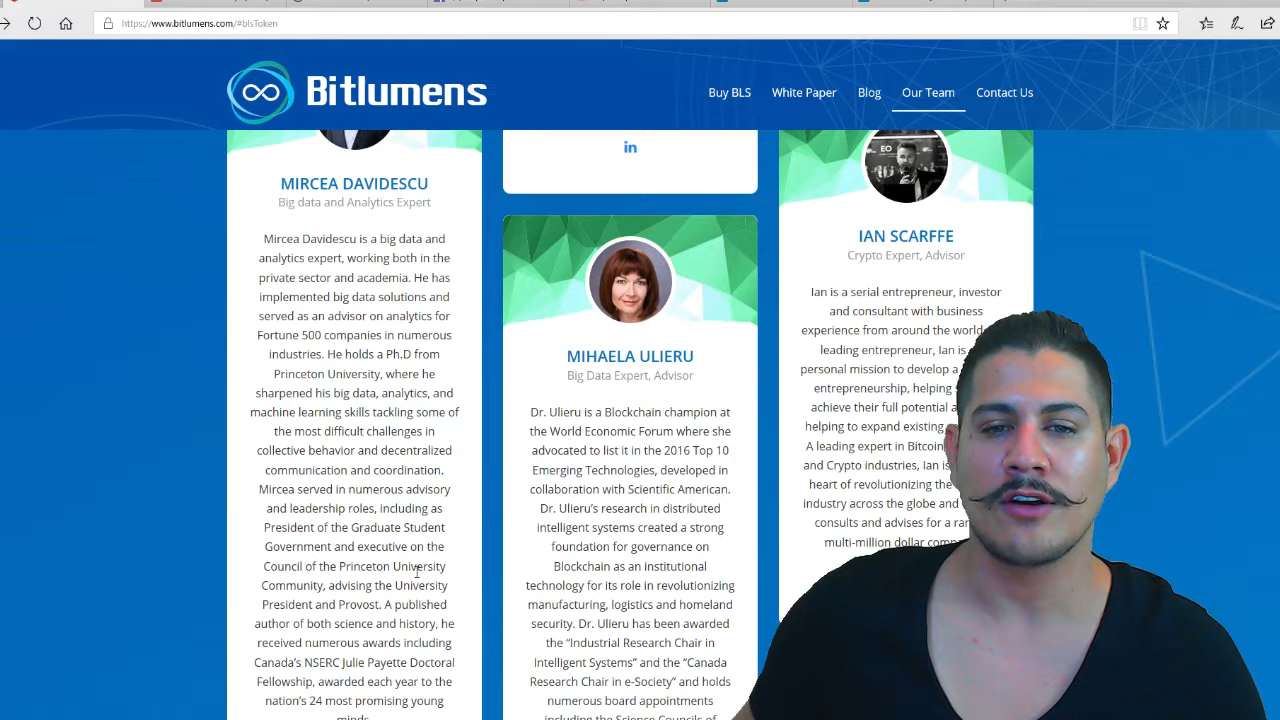 https://www.bitlumens.com/#blsToken
Bitlumens
Buy BLS
White Paper
Blog
Our Team
Contact Us
MIRCEA DAVIDESCU
Big data and Analytics Expert
Mircea Davidescu is a big data and
analytics expert, working both in the
private sector and academia. He has
implemented big data solutions and
served as an advisor on analytics for
Fortune 500 companies in numerous
industries. He holds a Ph.D from
Princeton University, where he
sharpened his big data, analytics, and
machine learning skills tackling some of
the most difficult challenges in
collective behavior and decentralized
communication and coordination.
Mircea served in numerous advisory
and leadership roles, including as
President of the Graduate Student
Government and executive on the
Council of the Princeton University
Community, advising the University
President and Provost. A published
author of both science and history, he
received numerous awards including
Canada's NSERC Julie Payette Doctoral
Fellowship, awarded each year to the
nation's 24 most promising young
minds.
in
MIHAELA ULIERU
Big Data Expert, Advisor
Dr. Ulieru is a Blockchain champion at
the World Economic Forum where she
advocated to list it in the 2016 Top 10
Emerging Technologies, developed in
collaboration with Scientific American.
Dr. Ulieru's research in distributed
intelligent systems created a strong
foundation for governance on
Blockchain as an institutional
technology for its role in revolutionizing
manufacturing, logistics and homeland
security. Dr. Ulieru has been awarded
the “Industrial Research Chair in
Intelligent Systems” and the “Canada
Research Chair in e-Society” and holds
numerous board appointments
including the Science Councils of
EO
IAN SCARFFE
Crypto Expert, Advisor
Ian is a serial entrepreneur, investor
and consultant with business
experience from around the world
leading entrepreneur, Ian is
personal mission to develop a
entrepreneurship, helping
achieve their full potential
helping to expand existing
A leading expert in Bitcoin
and Crypto industries, Ian is
heart of revolutionizing the
industry across the globe and
consults and advises for a
multi-million dollar